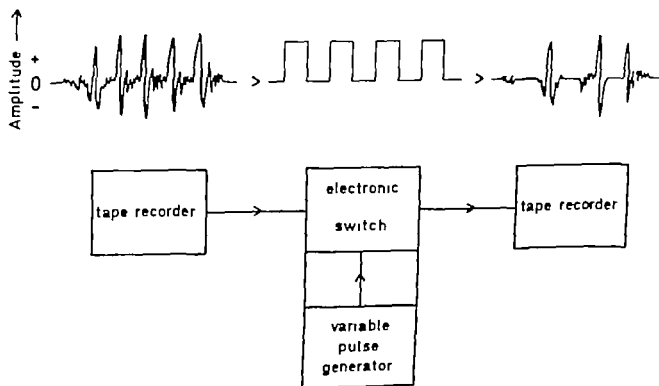 Amplitude →
+
0
-
>
>
tape recorder
electronic
switch
tape recorder
variable
pulse
generator